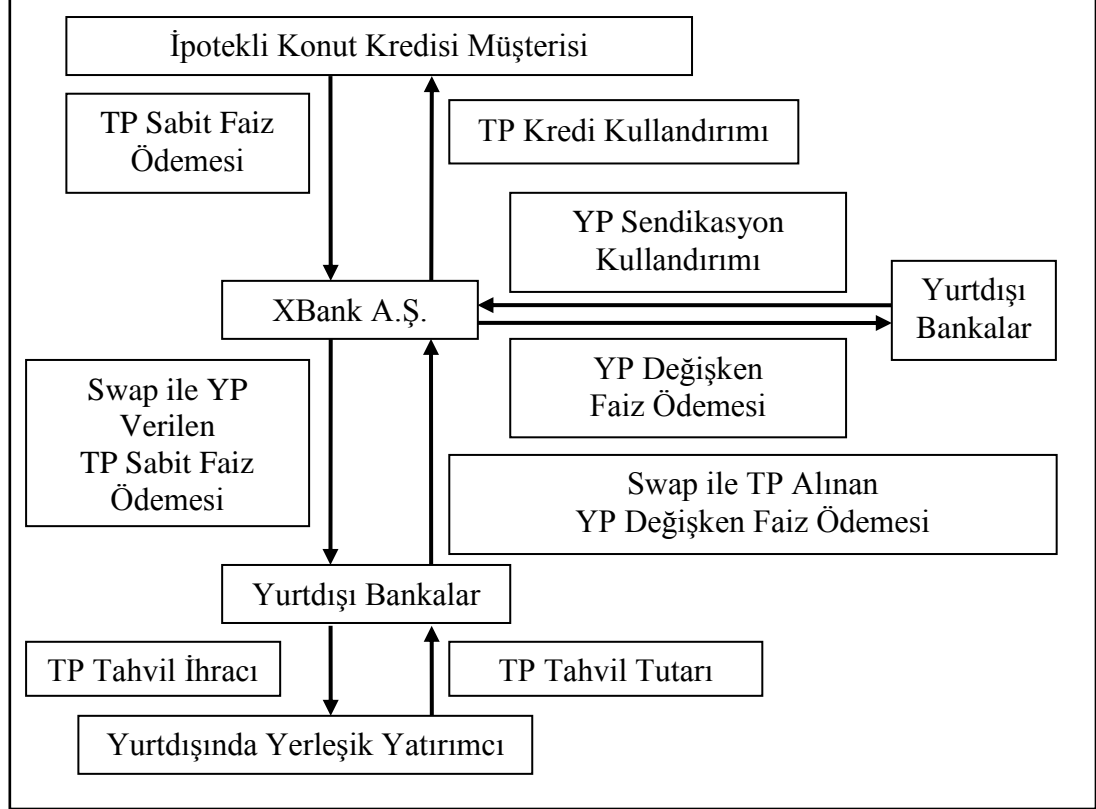 İpotekli Konut Kredisi Müşterisi
TP Sabit Faiz
Ödemesi
TP Kredi Kullandırımı
YP Sendikasyon
Kullandırımı
XBank A.Ş.
Yurtdışı
Bankalar
YP Değişken
Faiz Ödemesi
Swap ile YP
Verilen
TP Sabit Faiz
Ödemesi
Swap ile TP Alınan
YP Değişken Faiz Ödemesi
Yurtdışı Bankalar
TP Tahvil İhracı
TP Tahvil Tutarı
Yurtdışında Yerleşik Yatırımcı